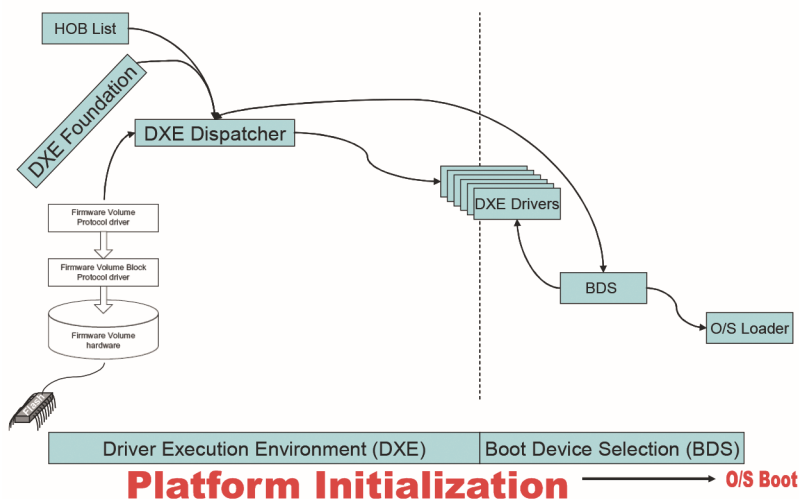 HOB List
DXE Foundation
DXE Dispatcher
DXE Drivers
Firmware Volume
Protocol driver
Firmware Volume Block
Protocol driver
BDS
O/S Loader
Firmware Volume
hardware
FLASH
Driver Execution Environment (DXE)
Boot Device Selection (BDS)
Platform Initialization
O/S Boot